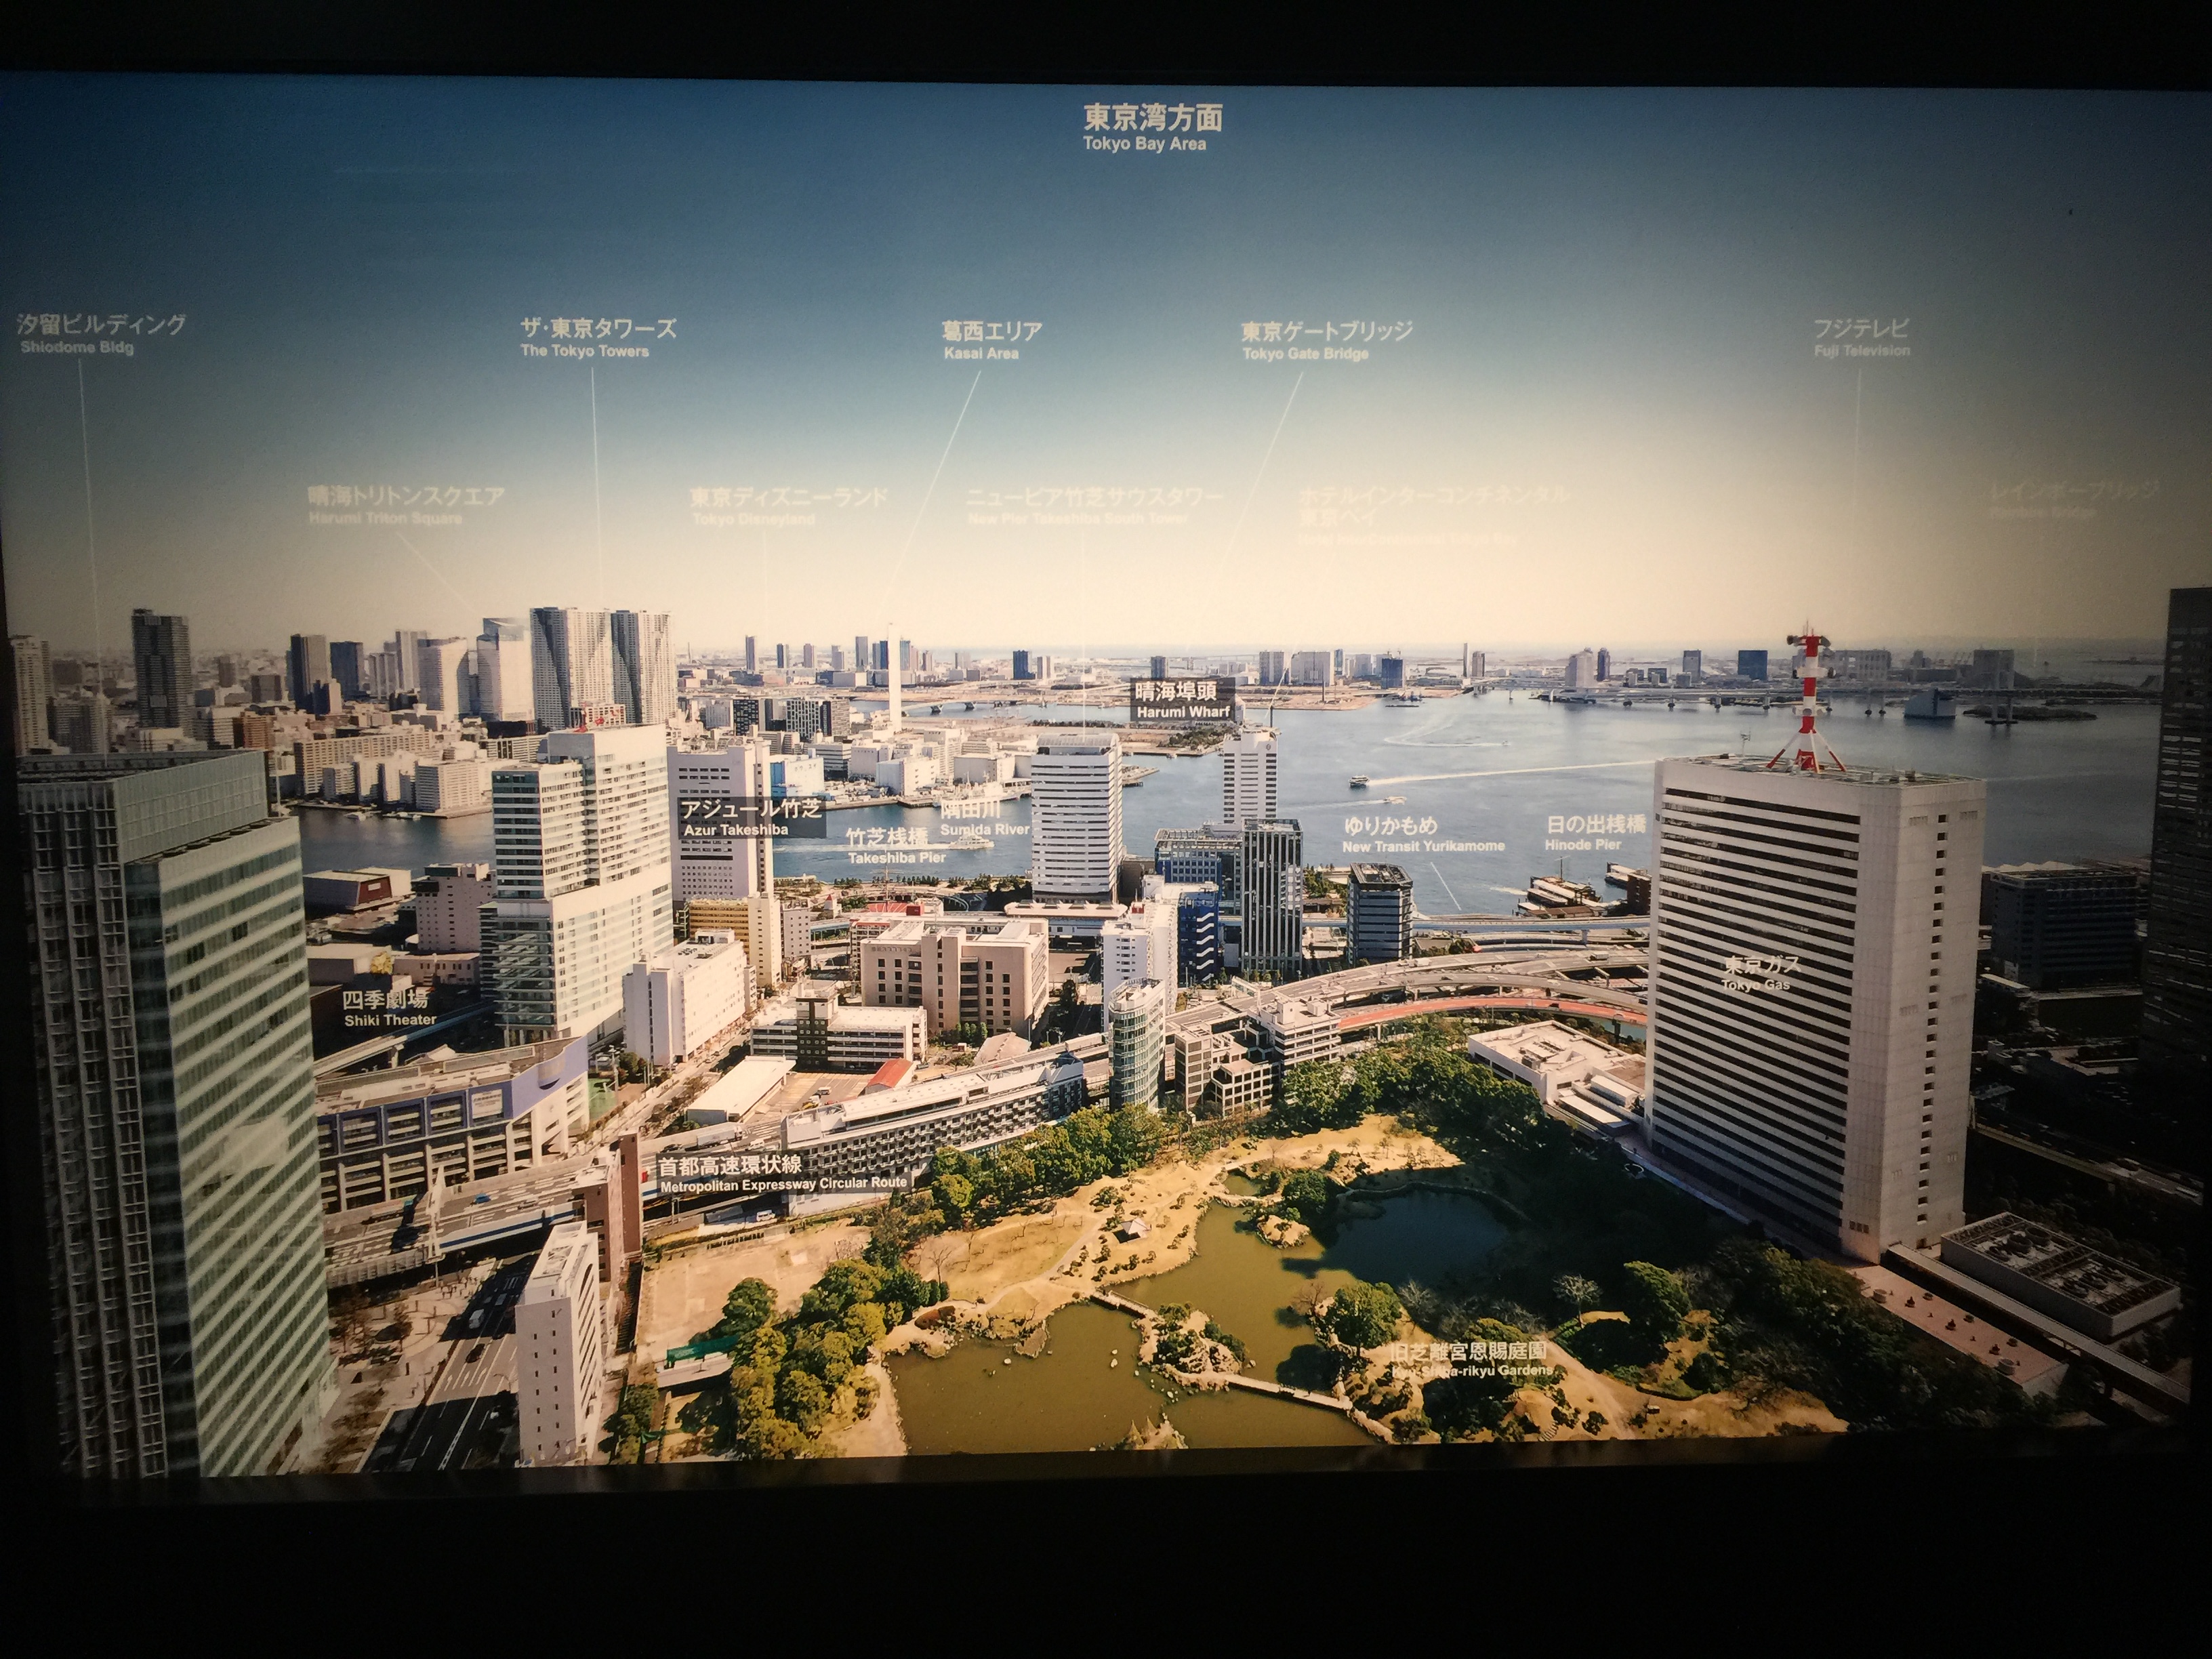 東京湾方面
Tokyo Bay Area
汐留ビルディング
Shiodome Bldg
ザ・東京タワーズ
The Tokyo Towers
葛西エリア
Kasai Area
東京ゲートブリッジ
Tokyo Gate Bridge
フジテレビ
Fuji Television
晴海トリトンスクエア
Harumi Triton Square
東京ディズニーランド
Tokyo Disneyland
ニューピア竹芝サウスタワー
New Pier Takeshiba South Tower
ホテルインターコンチネンタル
東京ベイ
Hotel InterContinental Tokyo Bay
レインボーブリッジ
Rainbow Bridge
晴海埠頭
Harumi Wharf
アジュール竹芝
Azur Takeshiba
隅田川
Sumida River
竹芝桟橋
Takeshiba Pier
ゆりかもめ
New Transit Yurikamome
日の出桟橋
Hinode Pier
東京ガス
Tokyo Gas
四季劇場
Shiki Theater
首都高速環状線
Metropolitan Expressway Circular Route
旧芝離宮恩賜庭園
Kyu-Shiba-rikyu Gardens